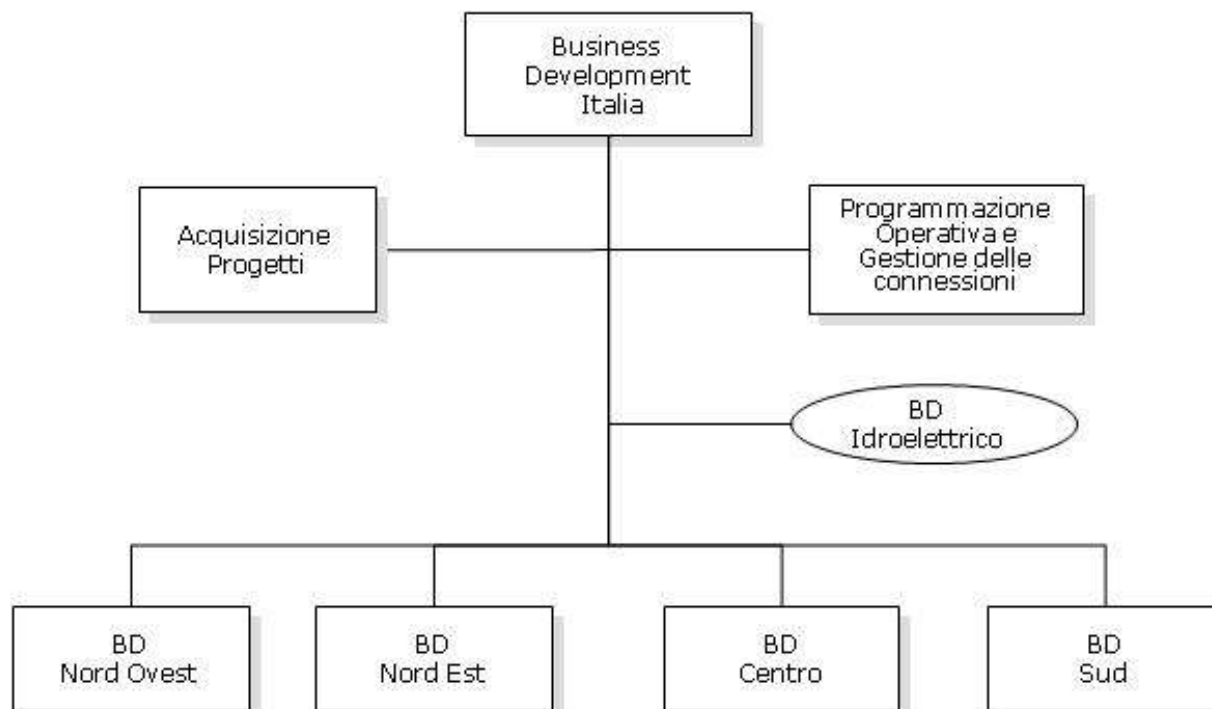 Business
Development
Italia
Acquisizione
Progetti
Programmazione
Operativa e
Gestione delle
connessioni
BD
Idroelettrico
BD
Nord Ovest
BD
Nord Est
BD
Centro
BD
Sud